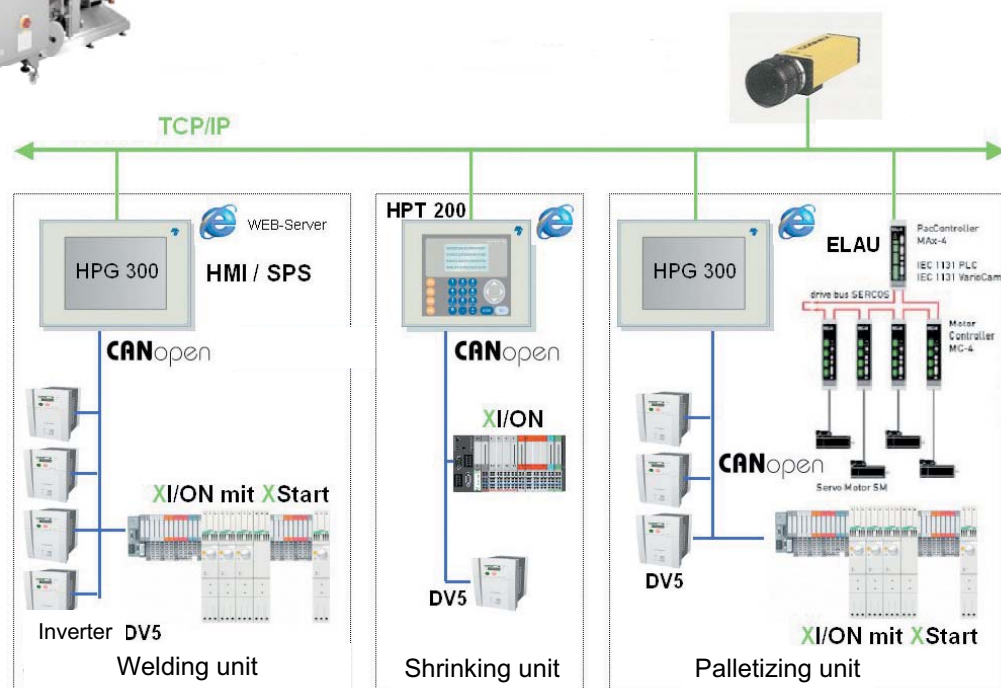 COGNEX
TCP/IP
HPG 300
WEB-Server
HMI / SPS
CANopen
XI/ON mit XStart
Inverter DV5
Welding unit
HPT 200
CANopen
XI/ON
DV5
Shrinking unit
HPG 300
CANopen
DV5
XI/ON mit XStart
ELAU
PacController
MAx-4
IEC 1131 PLC
IEC 1131 VarioCam
drive bus SERCOS
Motor
Controller
MC-4
Servo Motor SM
Palletizing unit